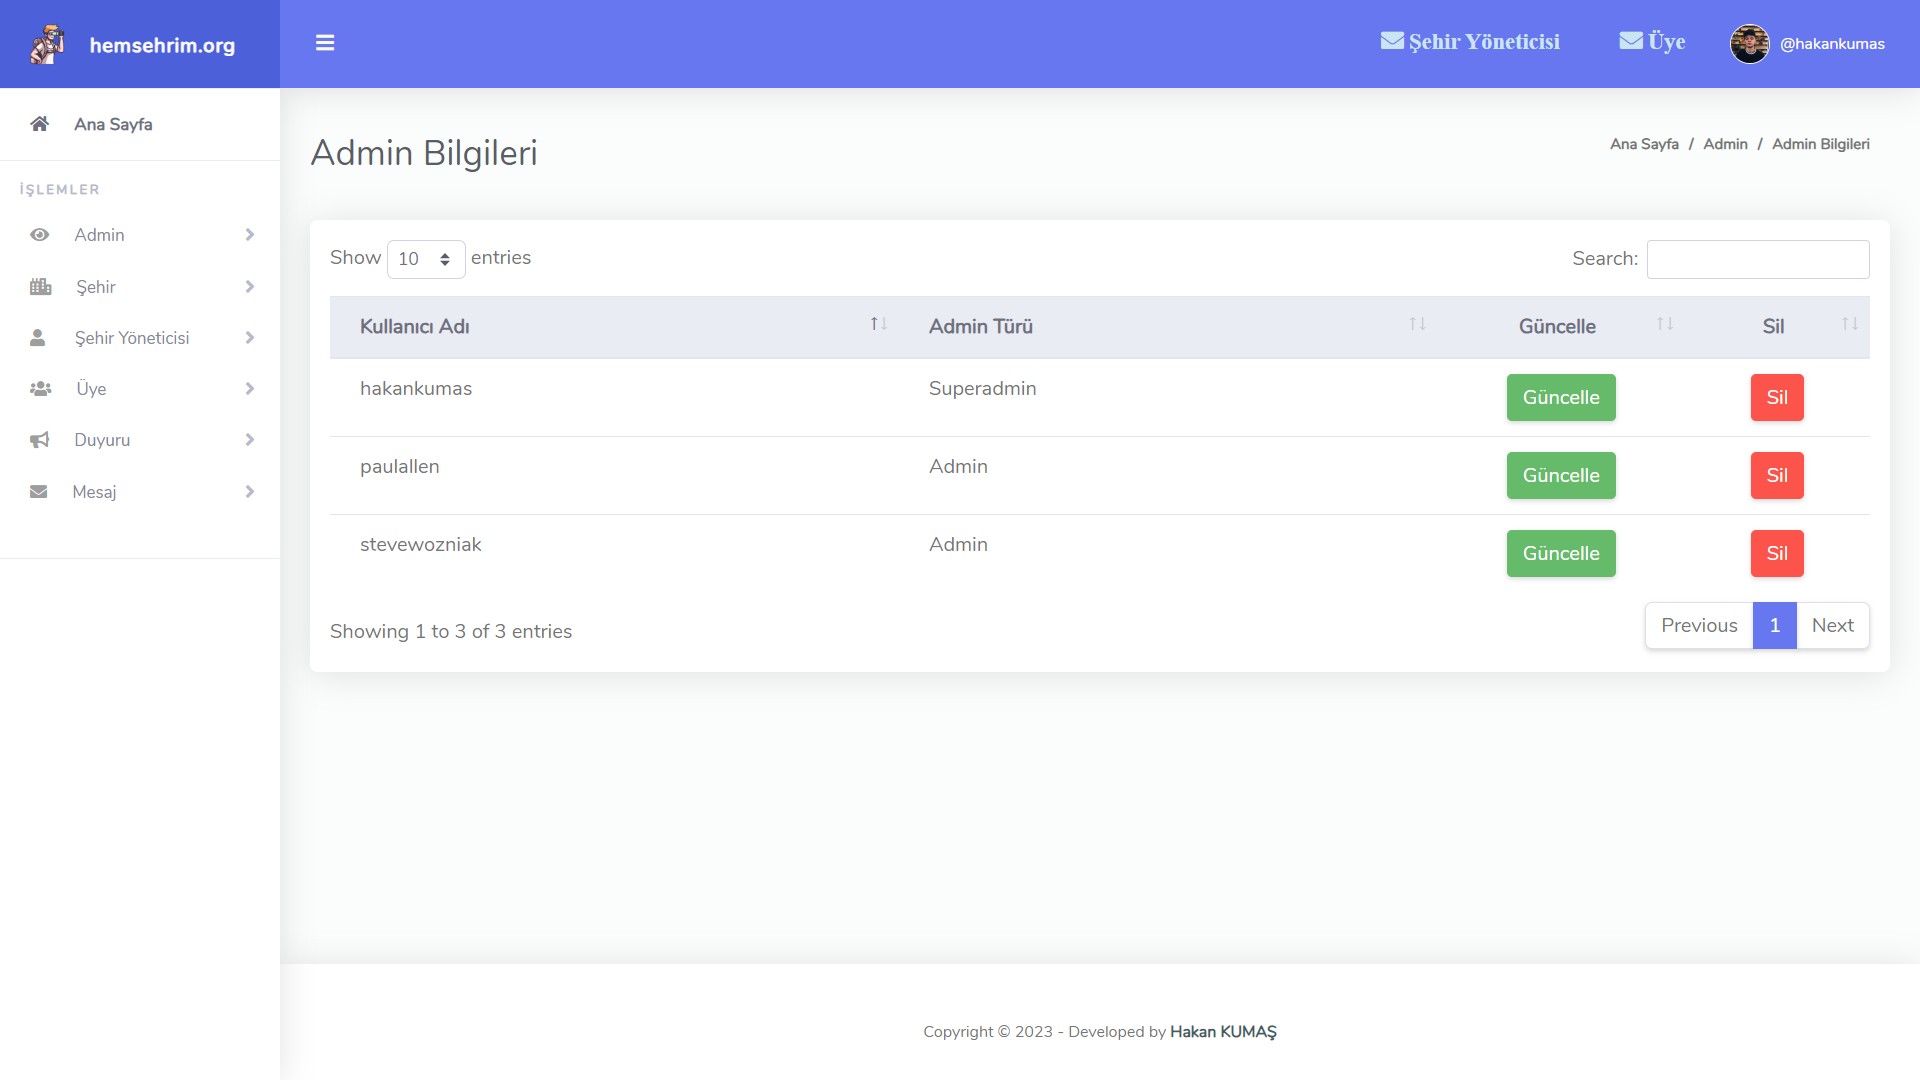 hemsehrim.org
Şehir Yöneticisi
Üye
@hakankumas
Ana Sayfa
İŞLEMLER
Admin
Şehir
Şehir Yöneticisi
Üye
Duyuru
Mesaj
Admin Bilgileri
Ana Sayfa / Admin / Admin Bilgileri
Show 10 entries
Search:
Kullanıcı Adı Admin Türü Güncelle Sil
hakankumas Superadmin Güncelle Sil
paulallen Admin Güncelle Sil
stevewozniak Admin Güncelle Sil
Showing 1 to 3 of 3 entries
Previous 1 Next
Copyright © 2023 - Developed by Hakan KUMAŞ